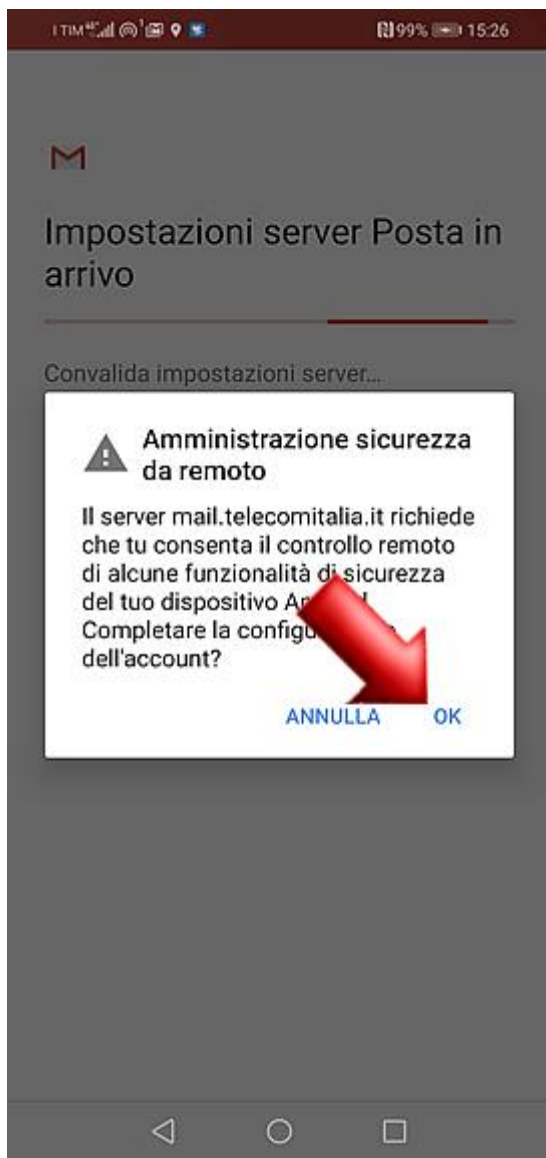 I TIM
99% 15:26
Impostazioni server Posta in
arrivo
Convalida impostazioni server...
Amministrazione sicurezza
da remoto
Il server mail.telecomitalia.it richiede
che tu consenta il controllo remoto
di alcune funzionalità di sicurezza
del tuo dispositivo
Completare la
dell'account?
ANNULLA OK